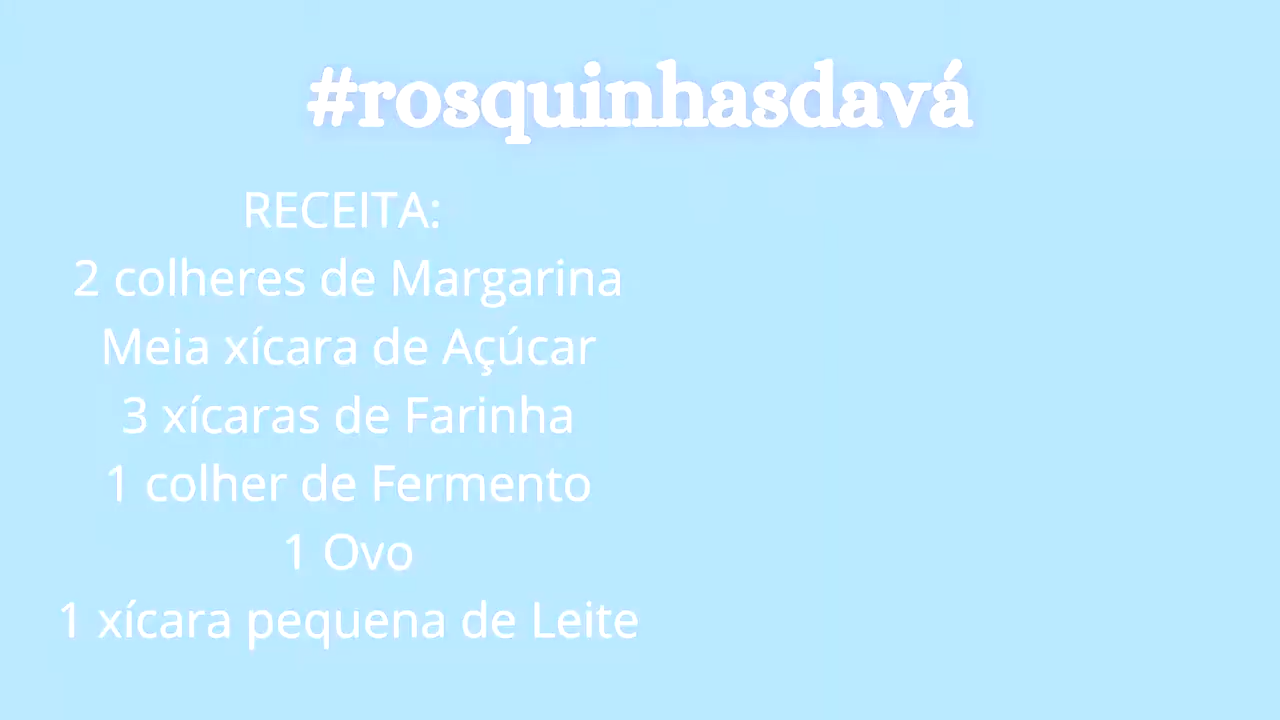 #rosquinhasdavá
RECEITA:
2 colheres de Margarina
Meia xícara de Açúcar
3 xícaras de Farinha
1 colher de Fermento
1 Ovo
1 xícara pequena de Leite